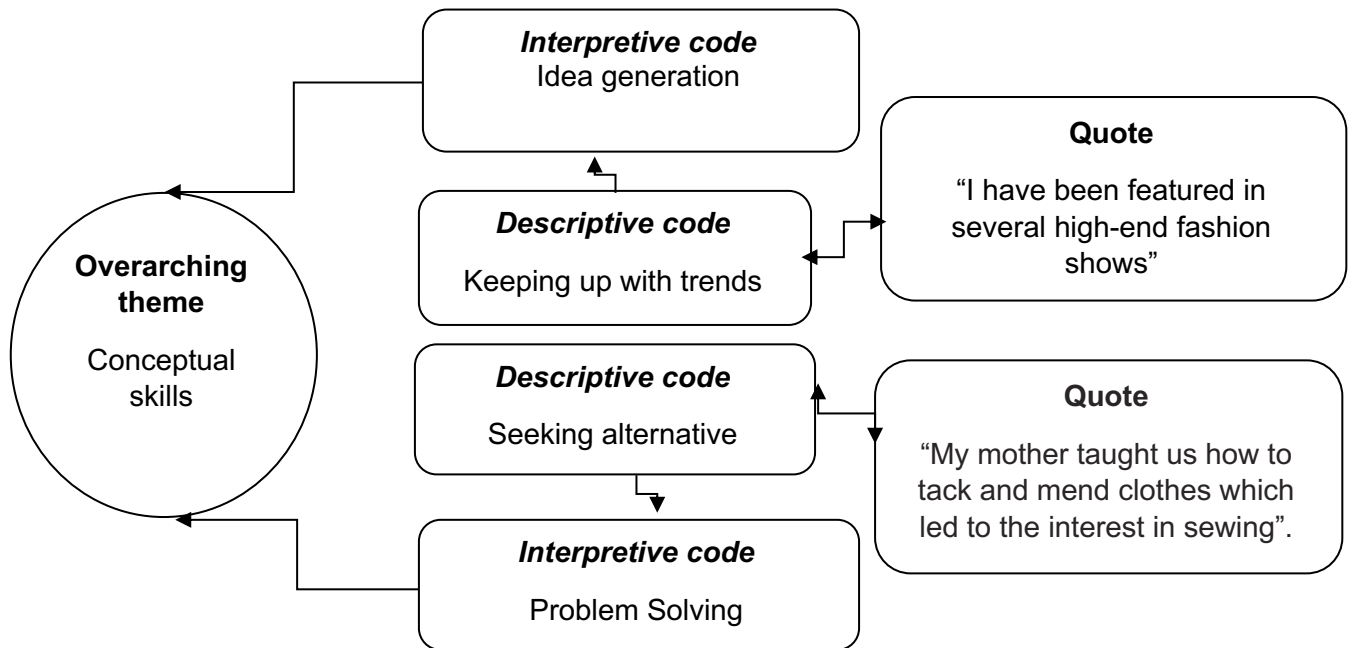 Interpretive code
Idea generation
Quote
“I have been featured in
several high-end fashion
shows”
Descriptive code
Keeping up with trends
Overarching
theme
Conceptual
skills
Descriptive code
Seeking alternative
Quote
“My mother taught us how to
tack and mend clothes which
led to the interest in sewing”.
Interpretive code
Problem Solving